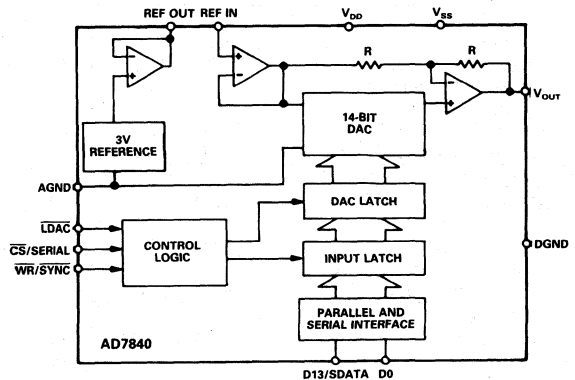 REF OUT REF IN
VDD
VSS
R
R
+
−
+
−
+
−
VOUT
3V
REFERENCE
14-BIT
DAC
AGND
DAC LATCH
LDAC
CS/SERIAL
WR/SYNC
CONTROL
LOGIC
INPUT LATCH
DGND
PARALLEL AND
SERIAL INTERFACE
AD7840
D13/SDATA D0